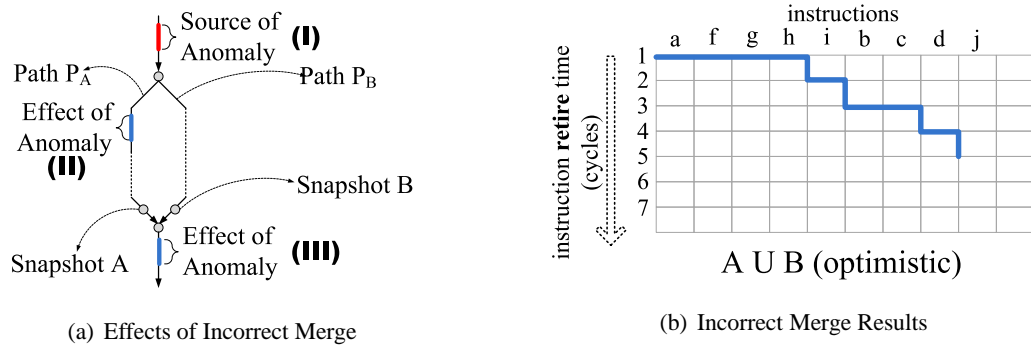 Source of
Anomaly
(I)
Path P_A
Path P_B
Effect of
Anomaly
(II)
Snapshot B
Snapshot A
Effect of
Anomaly
(III)
(a) Effects of Incorrect Merge
instructions
a f g h i b c d j
instruction retire time
(cycles)
1
2
3
4
5
6
7
A U B (optimistic)
(b) Incorrect Merge Results